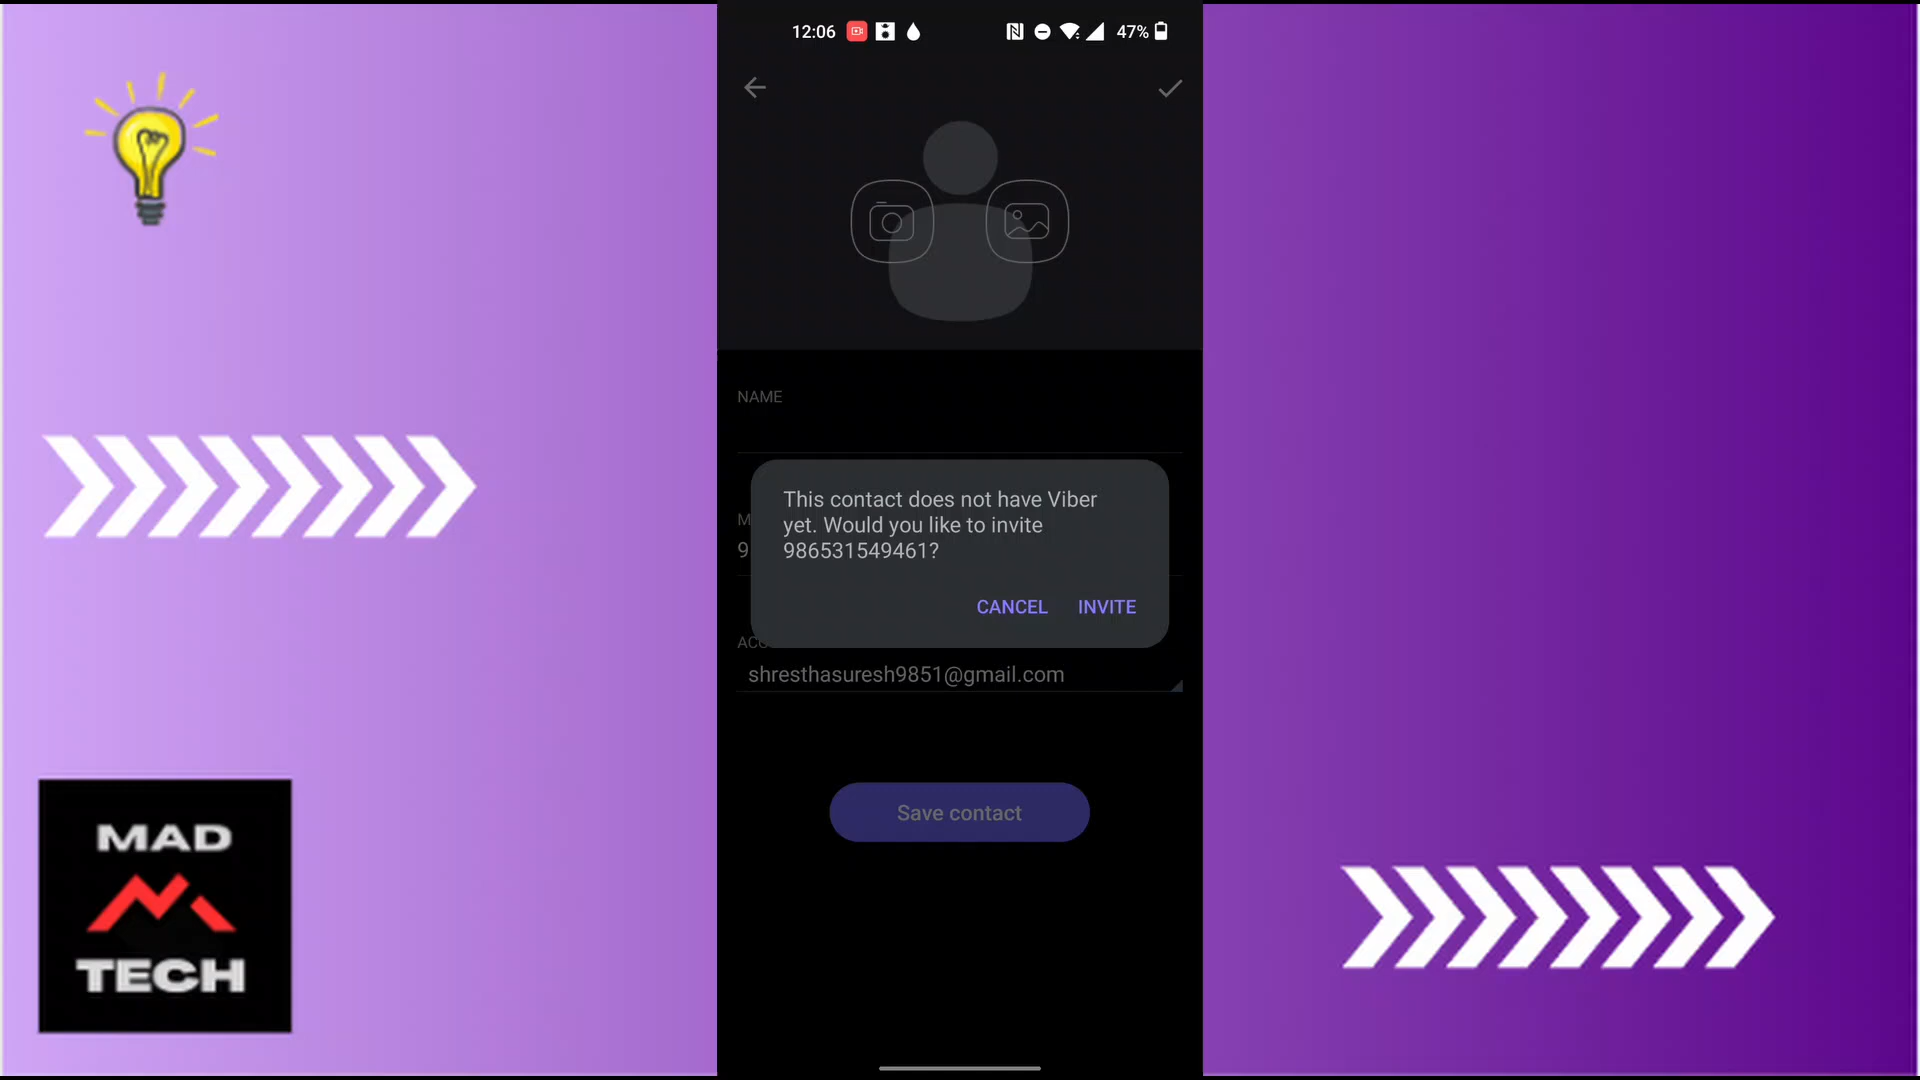 12:06
47%
NAME
This contact does not have Viber
yet. Would you like to invite
986531549461?
CANCEL INVITE
shresthasuresh9851@gmail.com
Save contact
MAD
TECH